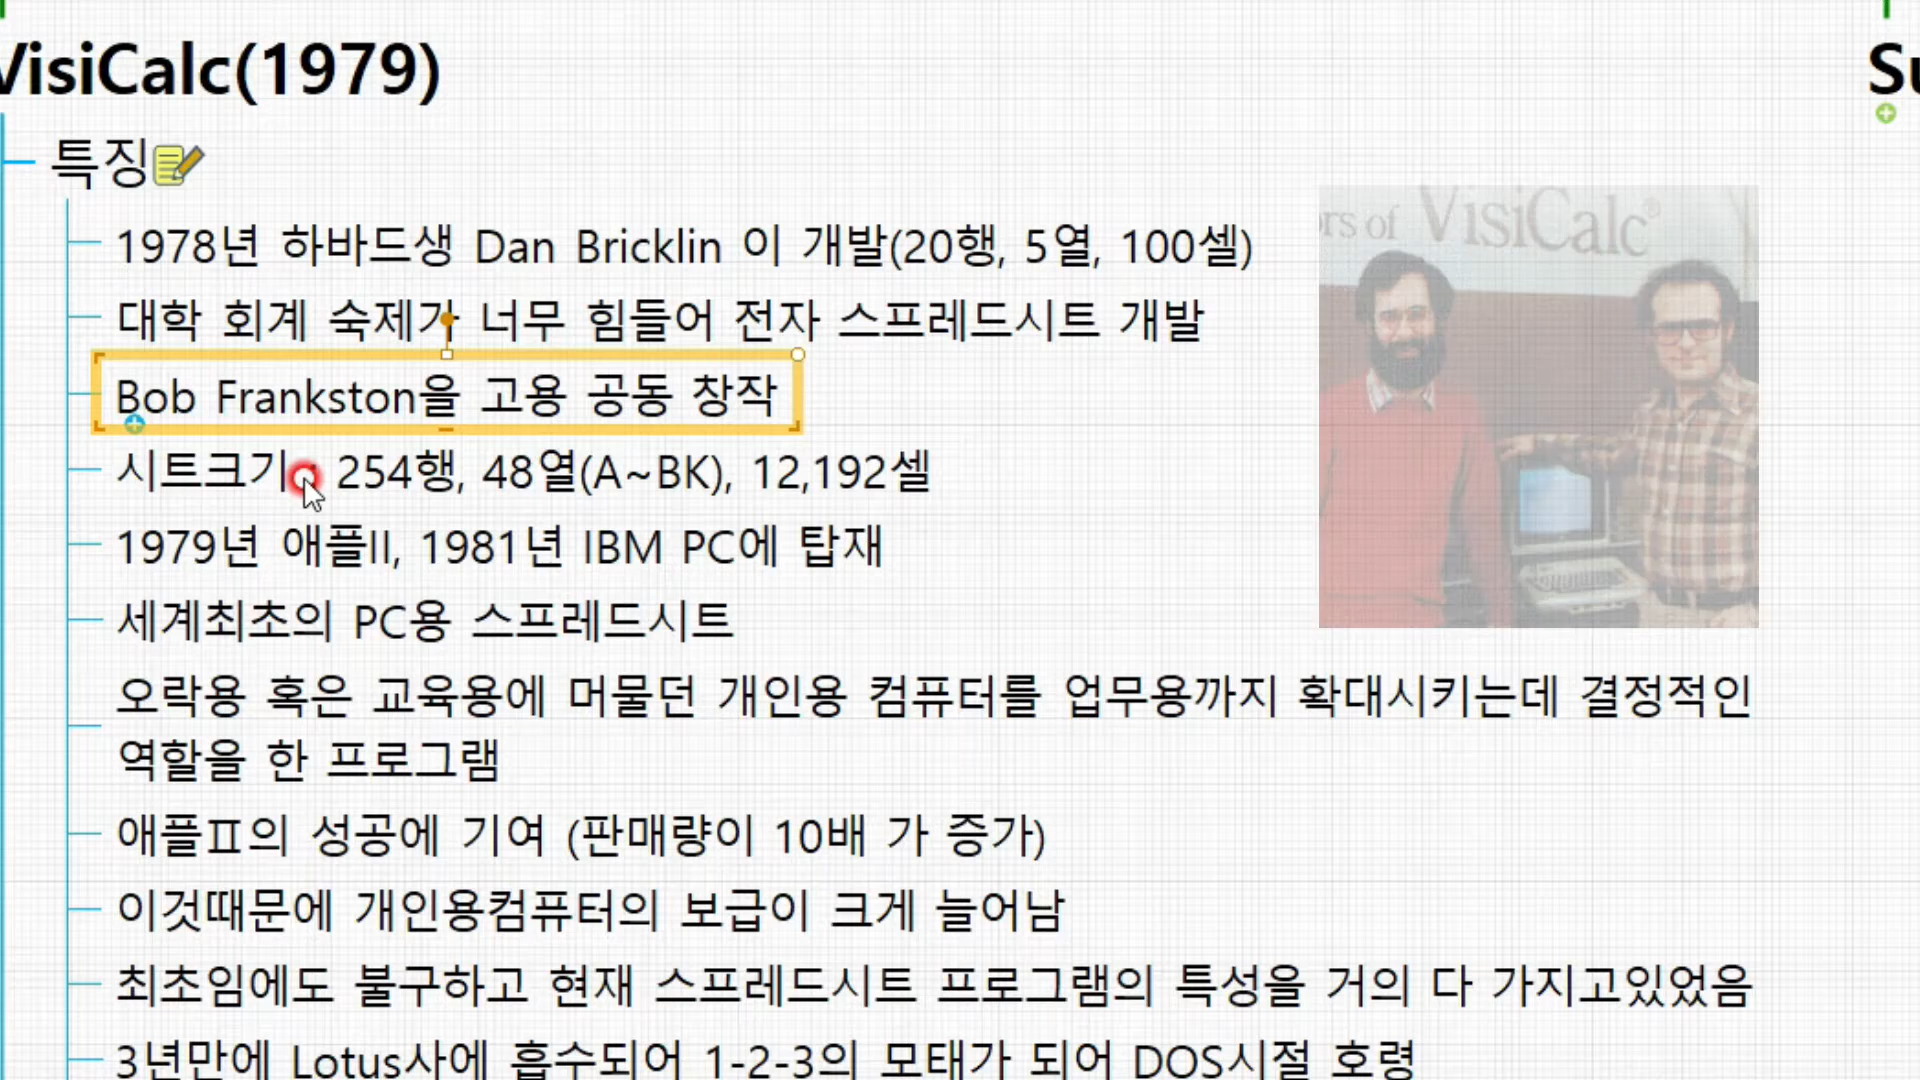 VisiCalc(1979)
Su
특징
1978년 하바드생 Dan Bricklin 이 개발(20행, 5열, 100셀)
rs of VisiCalc®
대학 회계 숙제가 너무 힘들어 전자 스프레드시트 개발
Bob Frankston을 고용 공동 창작
시트크기 : 254행, 48열(A~BK), 12,192셀
1979년 애플II, 1981년 IBM PC에 탑재
세계최초의 PC용 스프레드시트
오락용 혹은 교육용에 머물던 개인용 컴퓨터를 업무용까지 확대시키는데 결정적인
역할을 한 프로그램
애플Ⅱ의 성공에 기여 (판매량이 10배 가 증가)
이것때문에 개인용컴퓨터의 보급이 크게 늘어남
최초임에도 불구하고 현재 스프레드시트 프로그램의 특성을 거의 다 가지고있었음
3년만에 Lotus사에 흡수되어 1-2-3의 모태가 되어 DOS시절 호령